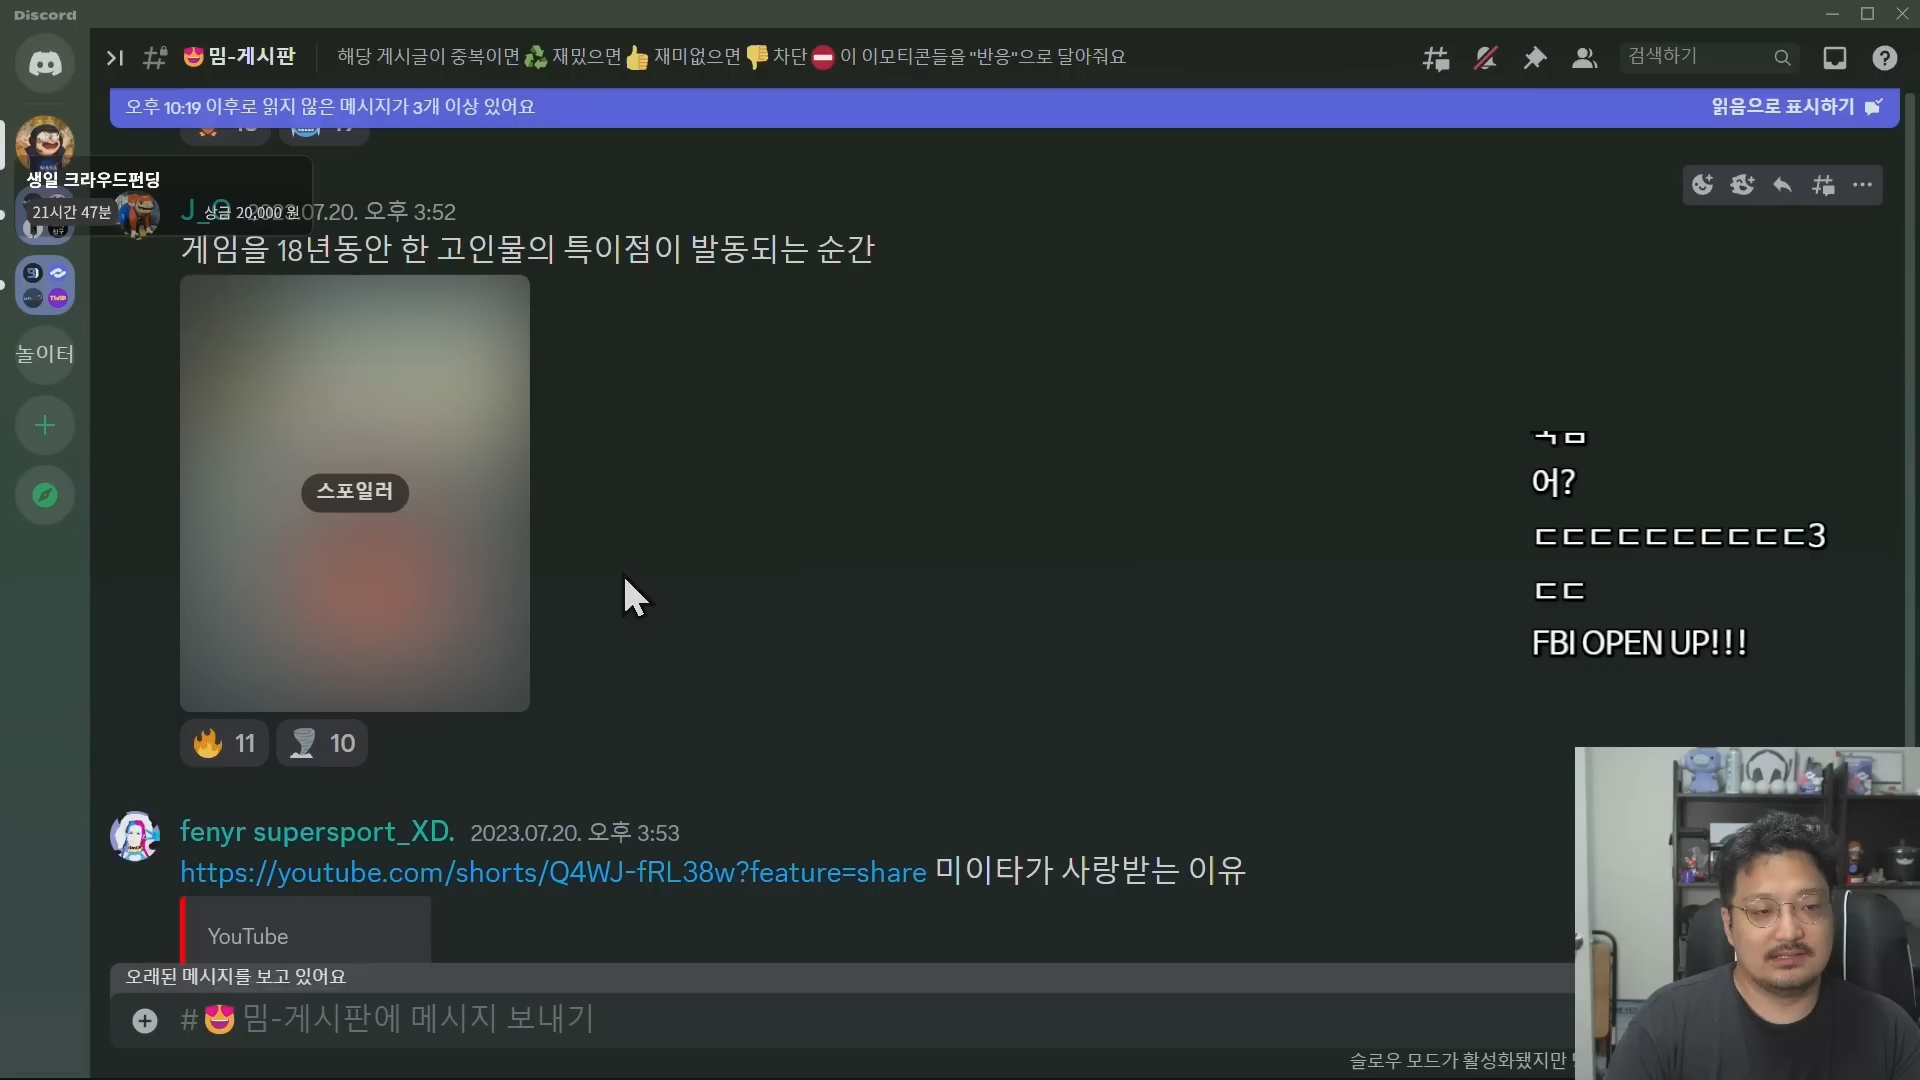 Discord
밈-게시판
해당 게시글이 중복이면 재밌으면 재미없으면 차단 이 이모티콘들을 "반응"으로 달아줘요
검색하기
오후 10:19 이후로 읽지 않은 메시지가 3개 이상 있어요
읽음으로 표시하기
생일 크라우드펀딩
21시간 47분
상금 20,000 원
07.20. 오후 3:52
게임을 18년동안 한 고인물의 특이점이 발동되는 순간
스포일러
11
10
놀이터
어?
ㄷㄷㄷㄷㄷㄷㄷㄷㄷㄷ3
ㄷㄷ
FBI OPEN UP!!!
fenyr supersport_XD. 2023.07.20. 오후 3:53
https://youtube.com/shorts/Q4WJ-fRL38w?feature=share 미이타가 사랑받는 이유
YouTube
오래된 메시지를 보고 있어요
#밈-게시판에 메시지 보내기
슬로우 모드가 활성화됐지만